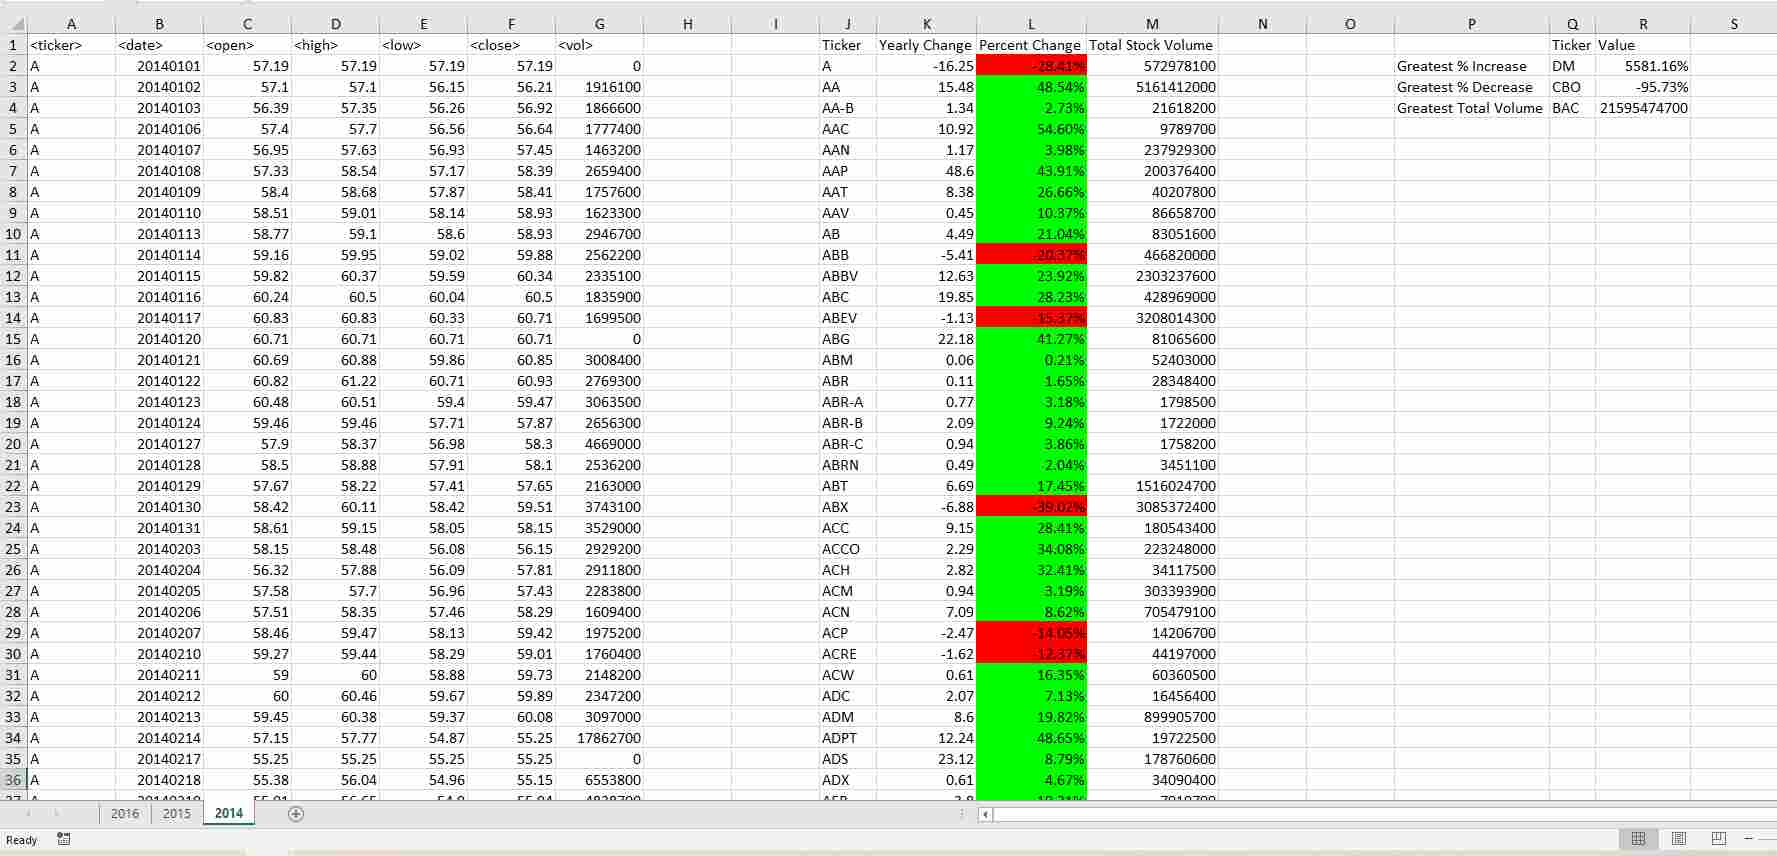 A B C D E F G H I J K L M N O P Q R S
1 <ticker> <date> <open> <high> <low> <close> <vol> Ticker Yearly Change Percent Change Total Stock Volume Ticker Value
2 A 20140101 57.19 57.19 57.19 57.19 0 A -16.25 -28.41% 572978100 Greatest % Increase DM 5581.16%
3 A 20140102 57.1 57.1 56.15 56.21 1916100 AA 15.48 48.54% 5161412000 Greatest % Decrease CBO -95.73%
4 A 20140103 56.39 57.35 56.26 56.92 1866600 AA-B 1.34 2.73% 21618200 Greatest Total Volume BAC 21595474700
5 A 20140106 57.4 57.7 56.56 56.64 1777400 AAC 10.92 54.60% 9789700
6 A 20140107 56.95 57.63 56.93 57.45 1463200 AAN 1.17 3.98% 237929300
7 A 20140108 57.33 58.54 57.17 58.39 2659400 AAP 48.6 43.91% 200376400
8 A 20140109 58.4 58.68 57.87 58.41 1757600 AAT 8.38 26.66% 40207800
9 A 20140110 58.51 59.01 58.14 58.93 1623300 AAV 0.45 10.37% 86658700
10 A 20140113 58.77 59.1 58.6 58.93 2946700 AB 4.49 21.04% 83051600
11 A 20140114 59.16 59.95 59.02 59.88 2562200 ABB -5.41 -20.37% 466820000
12 A 20140115 59.82 60.37 59.59 60.34 2335100 ABBV 12.63 23.92% 2303237600
13 A 20140116 60.24 60.5 60.04 60.5 1835900 ABC 19.85 28.23% 428969000
14 A 20140117 60.83 60.83 60.33 60.71 1699500 ABEV -1.13 -15.37% 3208014300
15 A 20140120 60.71 60.71 60.71 60.71 0 ABG 22.18 41.27% 81065600
16 A 20140121 60.69 60.88 59.86 60.85 3008400 ABM 0.06 0.21% 52403000
17 A 20140122 60.82 61.22 60.71 60.93 2769300 ABR 0.11 1.65% 28348400
18 A 20140123 60.48 60.51 59.4 59.47 3063500 ABR-A 0.77 3.18% 1798500
19 A 20140124 59.46 59.46 57.71 57.87 2656300 ABR-B 2.09 9.24% 1722000
20 A 20140127 57.9 58.37 56.98 58.3 4669000 ABR-C 0.94 3.86% 1758200
21 A 20140128 58.5 58.88 57.91 58.1 2536200 ABRN 0.49 2.04% 3451100
22 A 20140129 57.67 58.22 57.41 57.65 2163000 ABT 6.69 17.45% 1516024700
23 A 20140130 58.42 60.11 58.42 59.51 3743100 ABX -6.88 -39.02% 3085372400
24 A 20140131 58.61 59.15 58.05 58.15 3529000 ACC 9.15 28.41% 180543400
25 A 20140203 58.15 58.48 56.08 56.15 2929200 ACCO 2.29 34.08% 223248000
26 A 20140204 56.32 57.88 56.09 57.81 2911800 ACH 2.82 32.41% 34117500
27 A 20140205 57.58 57.7 56.96 57.43 2283800 ACM 0.94 3.19% 303393900
28 A 20140206 57.51 58.35 57.46 58.29 1609400 ACN 7.09 8.62% 705479100
29 A 20140207 58.46 59.47 58.13 59.42 1975200 ACP -2.47 -14.05% 14206700
30 A 20140210 59.27 59.44 58.29 59.01 1760400 ACRE -1.62 -12.37% 44197000
31 A 20140211 59 60 58.88 59.73 2148200 ACW 0.61 16.35% 60360500
32 A 20140212 60 60.46 59.67 59.89 2347200 ADC 2.07 7.13% 16456400
33 A 20140213 59.45 60.38 59.37 60.08 3097000 ADM 8.6 19.82% 899905700
34 A 20140214 57.15 57.77 54.87 55.25 17862700 ADPT 12.24 48.65% 19722500
35 A 20140217 55.25 55.25 55.25 55.25 0 ADS 23.12 8.79% 178760600
36 A 20140218 55.38 56.04 54.96 55.15 6553800 ADX 0.61 4.67% 34090400
2016 2015 2014
Ready